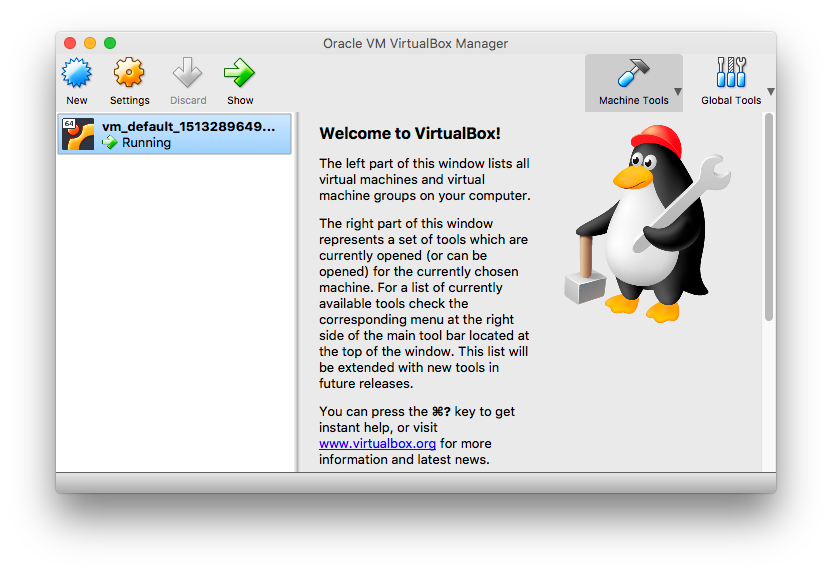 Oracle VM VirtualBox Manager
New
Settings
Discard
Show
Machine Tools
Global Tools
64
vm_default_1513289649...
Running
Welcome to VirtualBox!
The left part of this window lists all
virtual machines and virtual
machine groups on your computer.
The right part of this window
represents a set of tools which are
currently opened (or can be
opened) for the currently chosen
machine. For a list of currently
available tools check the
corresponding menu at the right
side of the main tool bar located at
the top of the window. This list will
be extended with new tools in
future releases.
You can press the ⌘? key to get
instant help, or visit
www.virtualbox.org for more
information and latest news.